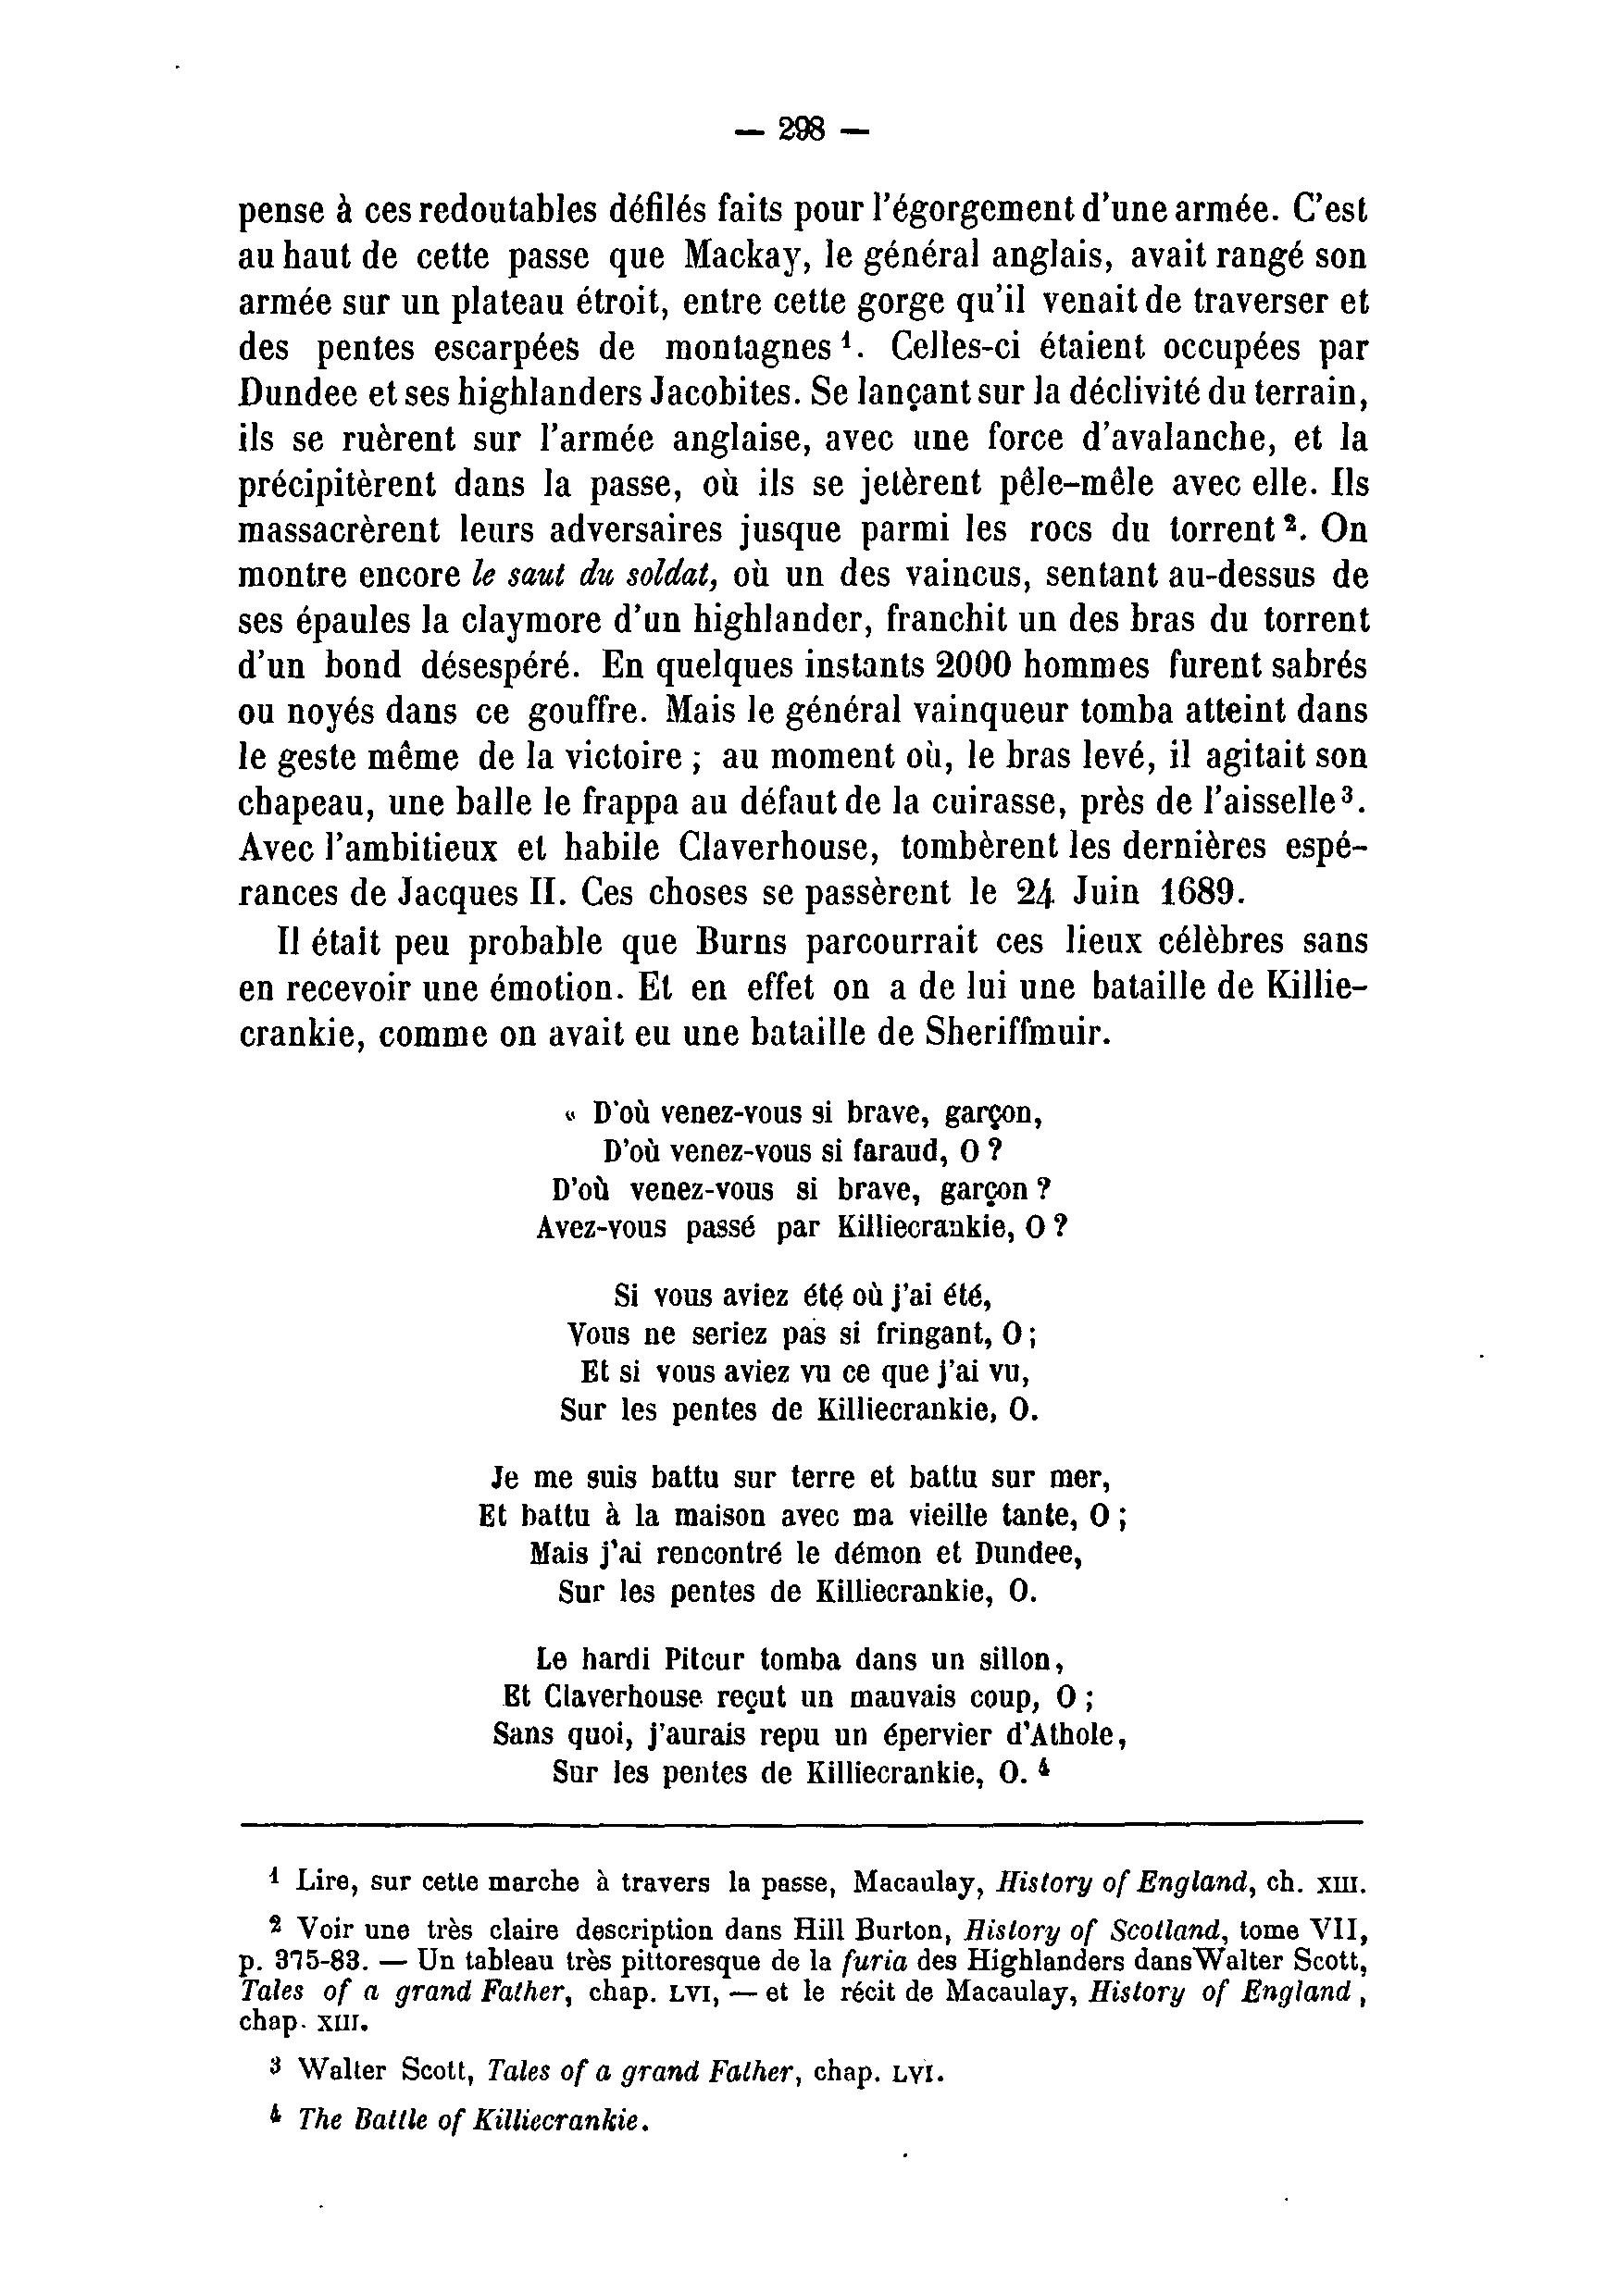 — 298 —
pense à ces redoutables défilés faits pour l'égorgement d'une armée. C'est
au haut de cette passe que Mackay, le général anglais, avait rangé son
armée sur un plateau étroit, entre cette gorge qu'il venait de traverser et
des pentes escarpées de montagnes ¹. Celles-ci étaient occupées par
Dundee et ses highlanders Jacobites. Se lançant sur la déclivité du terrain,
ils se ruèrent sur l'armée anglaise, avec une force d'avalanche, et la
précipitèrent dans la passe, où ils se jetèrent pêle-mêle avec elle. Ils
massacrèrent leurs adversaires jusque parmi les rocs du torrent ². On
montre encore le saut du soldat, où un des vaincus, sentant au-dessus de
ses épaules la claymore d'un highlander, franchit un des bras du torrent
d'un bond désespéré. En quelques instants 2000 hommes furent sabrés
ou noyés dans ce gouffre. Mais le général vainqueur tomba atteint dans
le geste même de la victoire ; au moment où, le bras levé, il agitait son
chapeau, une balle le frappa au défaut de la cuirasse, près de l'aisselle ³.
Avec l'ambitieux et habile Claverhouse, tombèrent les dernières espé-
rances de Jacques II. Ces choses se passèrent le 24 Juin 1689.
Il était peu probable que Burns parcourrait ces lieux célèbres sans
en recevoir une émotion. Et en effet on a de lui une bataille de Killie-
crankie, comme on avait eu une bataille de Sheriffmuir.
« D'où venez-vous si brave, garçon,
D'où venez-vous si faraud, O ?
D'où venez-vous si brave, garçon ?
Avez-vous passé par Killiecrankie, O ?
Si vous aviez été où j'ai été,
Vous ne seriez pas si fringant, O ;
Et si vous aviez vu ce que j'ai vu,
Sur les pentes de Killiecrankie, O.
Je me suis battu sur terre et battu sur mer,
Et battu à la maison avec ma vieille tante, O ;
Mais j'ai rencontré le démon et Dundee,
Sur les pentes de Killiecrankie, O.
Le hardi Pitcur tomba dans un sillon,
Et Claverhouse reçut un mauvais coup, O ;
Sans quoi, j'aurais repu un épervier d'Athole,
Sur les pentes de Killiecrankie, O. ⁴
¹ Lire, sur cette marche à travers la passe, Macaulay, History of England, ch. XIII.
² Voir une très claire description dans Hill Burton, History of Scotland, tome VII,
p. 375-83. — Un tableau très pittoresque de la furia des Highlanders dans Walter Scott,
Tales of a grand Father, chap. LVI, — et le récit de Macaulay, History of England,
chap. XIII.
³ Walter Scott, Tales of a grand Father, chap. LVI.
⁴ The Battle of Killiecrankie.